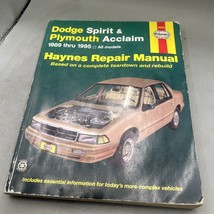 Dodge Spirit &
Plymouth Acclaim
1989 thru 1995 □ All models
Haynes Repair Manual
Based on a complete teardown and rebuild
Includes essential information for today's more complex vehicles